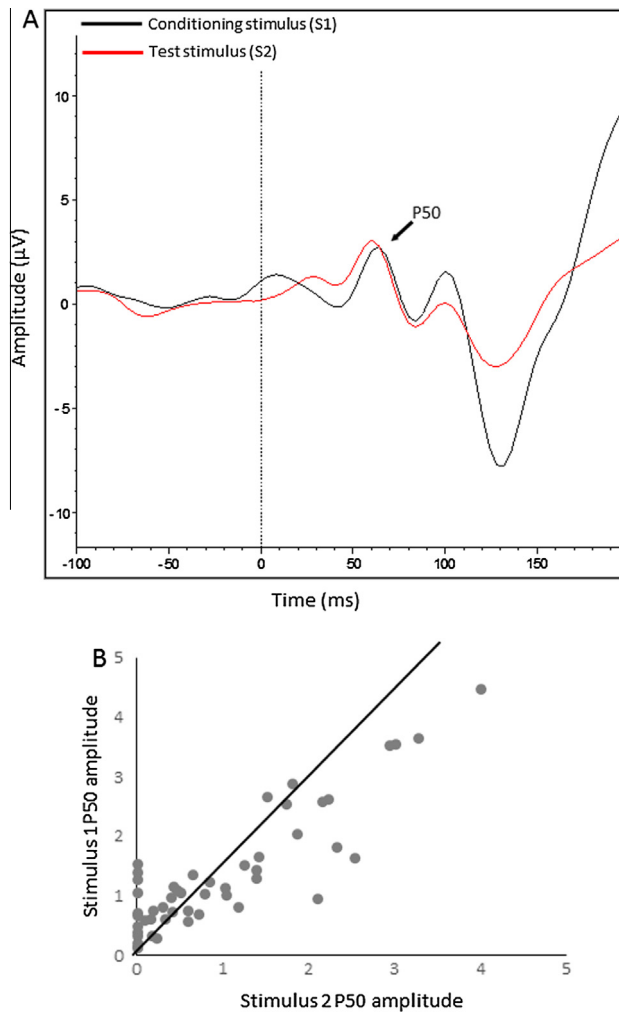 A
Conditioning stimulus (S1)
Test stimulus (S2)
10
5
0
-5
-10
Amplitude (μV)
P50
-100 -50 0 50 100 150
Time (ms)
B
5
4
3
2
1
0
Stimulus 1 P50 amplitude
0 1 2 3 4 5
Stimulus 2 P50 amplitude